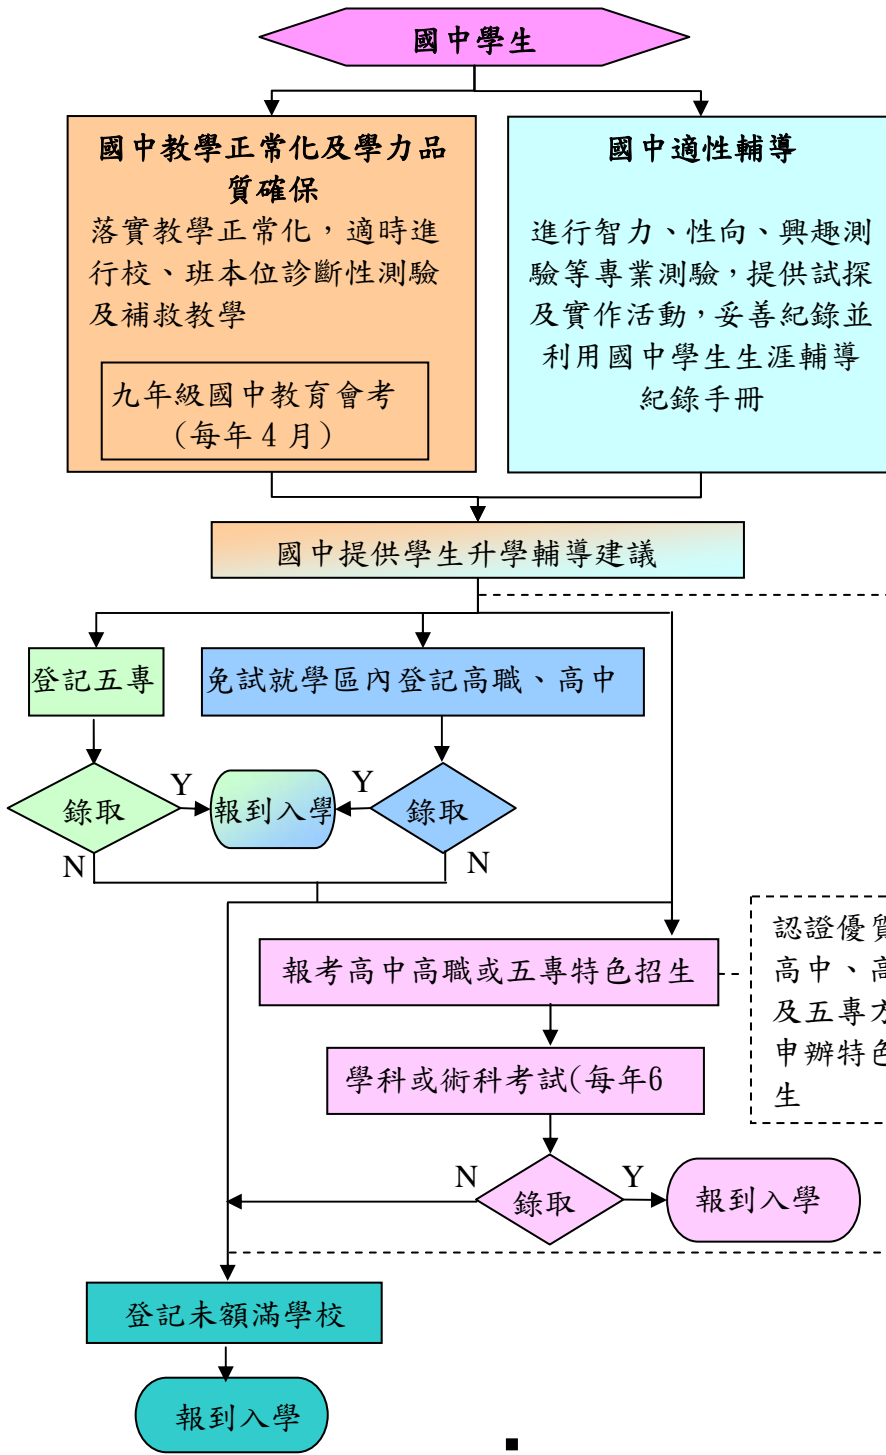 國中學生
國中教學正常化及學力品
質確保
落實教學正常化，適時進
行校、班本位診斷性測驗
及補救教學
九年級國中教育會考
(每年4月)
國中適性輔導
進行智力、性向、興趣測
驗等專業測驗，提供試探
及實作活動，妥善紀錄並
利用國中學生生涯輔導
紀錄手冊
國中提供學生升學輔導建議
登記五專
免試就學區內登記高職、高中
錄取
Y
報到入學
Y
錄取
N
N
報考高中高職或五專特色招生
認證優質
高中、高
及五專方
申辦特色
生
學科或術科考試(每年6
N
錄取
Y
報到入學
登記未額滿學校
報到入學